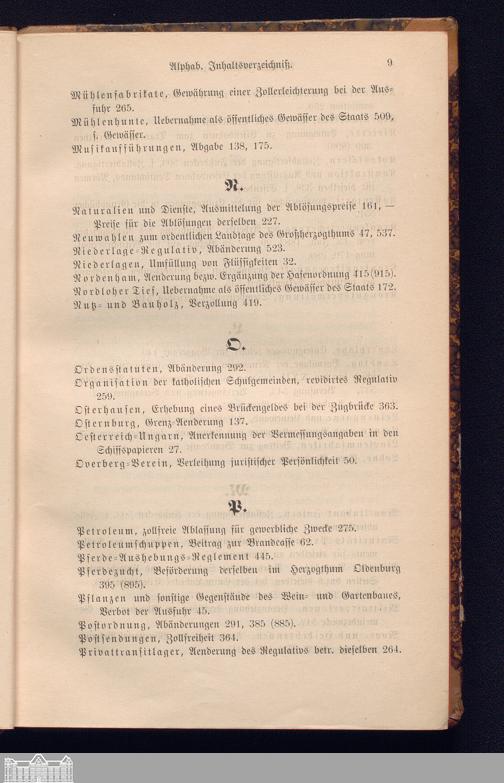 Alphab. Inhaltsverzeichniß. 9
Mühlenfabrikate, Gewährung einer Zollerleichterung bei der Aus-
fuhr 265.
Mühlenhunte, Uebernahme als öffentliches Gewässer des Staats 509,
s. Gewässer.
Musikaufführungen, Abgabe 138, 175.
N.
Naturalien und Dienste, Ausmittelung der Ablösungspreise 161, —
Preise für die Ablösungen derselben 227.
Neuwahlen zum ordentlichen Landtage des Großherzogthums 47, 537.
Niederlage-Regulativ, Abänderung 523.
Niederlagen, Umfüllung von Flüssigkeiten 32.
Nordenham, Aenderung bezw. Ergänzung der Hafenordnung 415 (915).
Nordloher Tief, Uebernahme als öffentliches Gewässer des Staats 172.
Nutz- und Bauholz, Verzollung 419.
O.
Ordensstatuten, Abänderung 292.
Organisation der katholischen Schulgemeinden, revidirtes Regulativ
259.
Osterhausen, Erhebung eines Brückengeldes bei der Zugbrücke 363.
Osternburg, Grenz-Aenderung 137.
Oesterreich-Ungarn, Anerkennung der Vermessungsangaben in den
Schiffspapieren 27.
Overberg-Verein, Verleihung juristischer Persönlichkeit 50.
P.
Petroleum, zollfreie Ablassung für gewerbliche Zwecke 275.
Petroleumschuppen, Beitrag zur Brandcasse 62.
Pferde-Aushebungs-Reglement 445.
Pferdezucht, Beförderung derselben im Herzogthum Oldenburg
395 (895).
Pflanzen und sonstige Gegenstände des Wein- und Gartenbaues,
Verbot der Ausfuhr 45.
Postordnung, Abänderungen 291, 385 (885).
Postsendungen, Zollfreiheit 364.
Privattransitlager, Aenderung des Regulativs betr. dieselben 264.